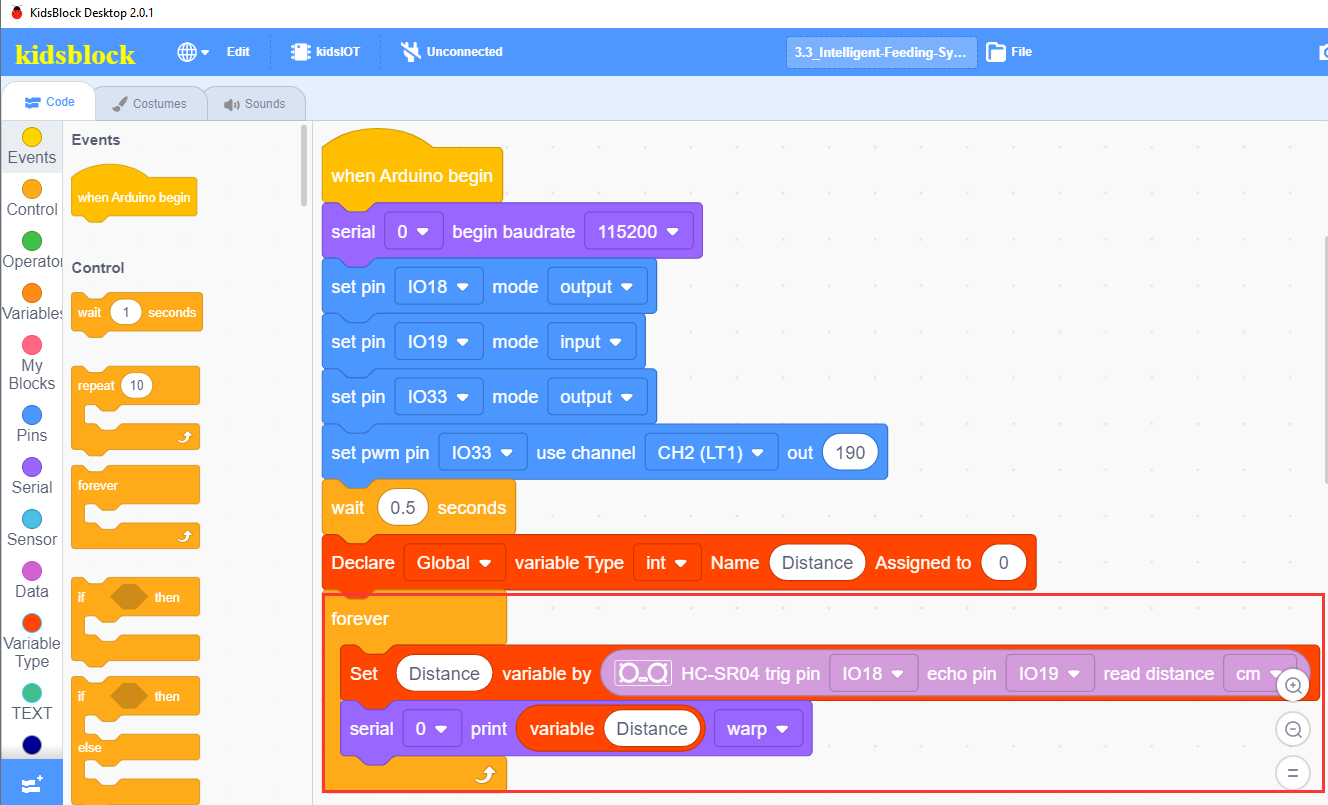 KidsBlock Desktop 2.0.1
kidsblock Edit kidsIOT Unconnected 3.3_Intelligent-Feeding-Sy... File
Code Costumes Sounds
Events
Control
Operator
Variables
My
Blocks
Pins
Serial
Sensor
Data
Variable
Type
TEXT
Events
when Arduino begin
Control
wait 1 seconds
repeat 10
forever
if then
if then
else
when Arduino begin
serial 0 begin baudrate 115200
set pin IO18 mode output
set pin IO19 mode input
set pin IO33 mode output
set pwm pin IO33 use channel CH2 (LT1) out 190
wait 0.5 seconds
Declare Global variable Type int Name Distance Assigned to 0
forever
Set Distance variable by HC-SR04 trig pin IO18 echo pin IO19 read distance cm
serial 0 print variable Distance warp